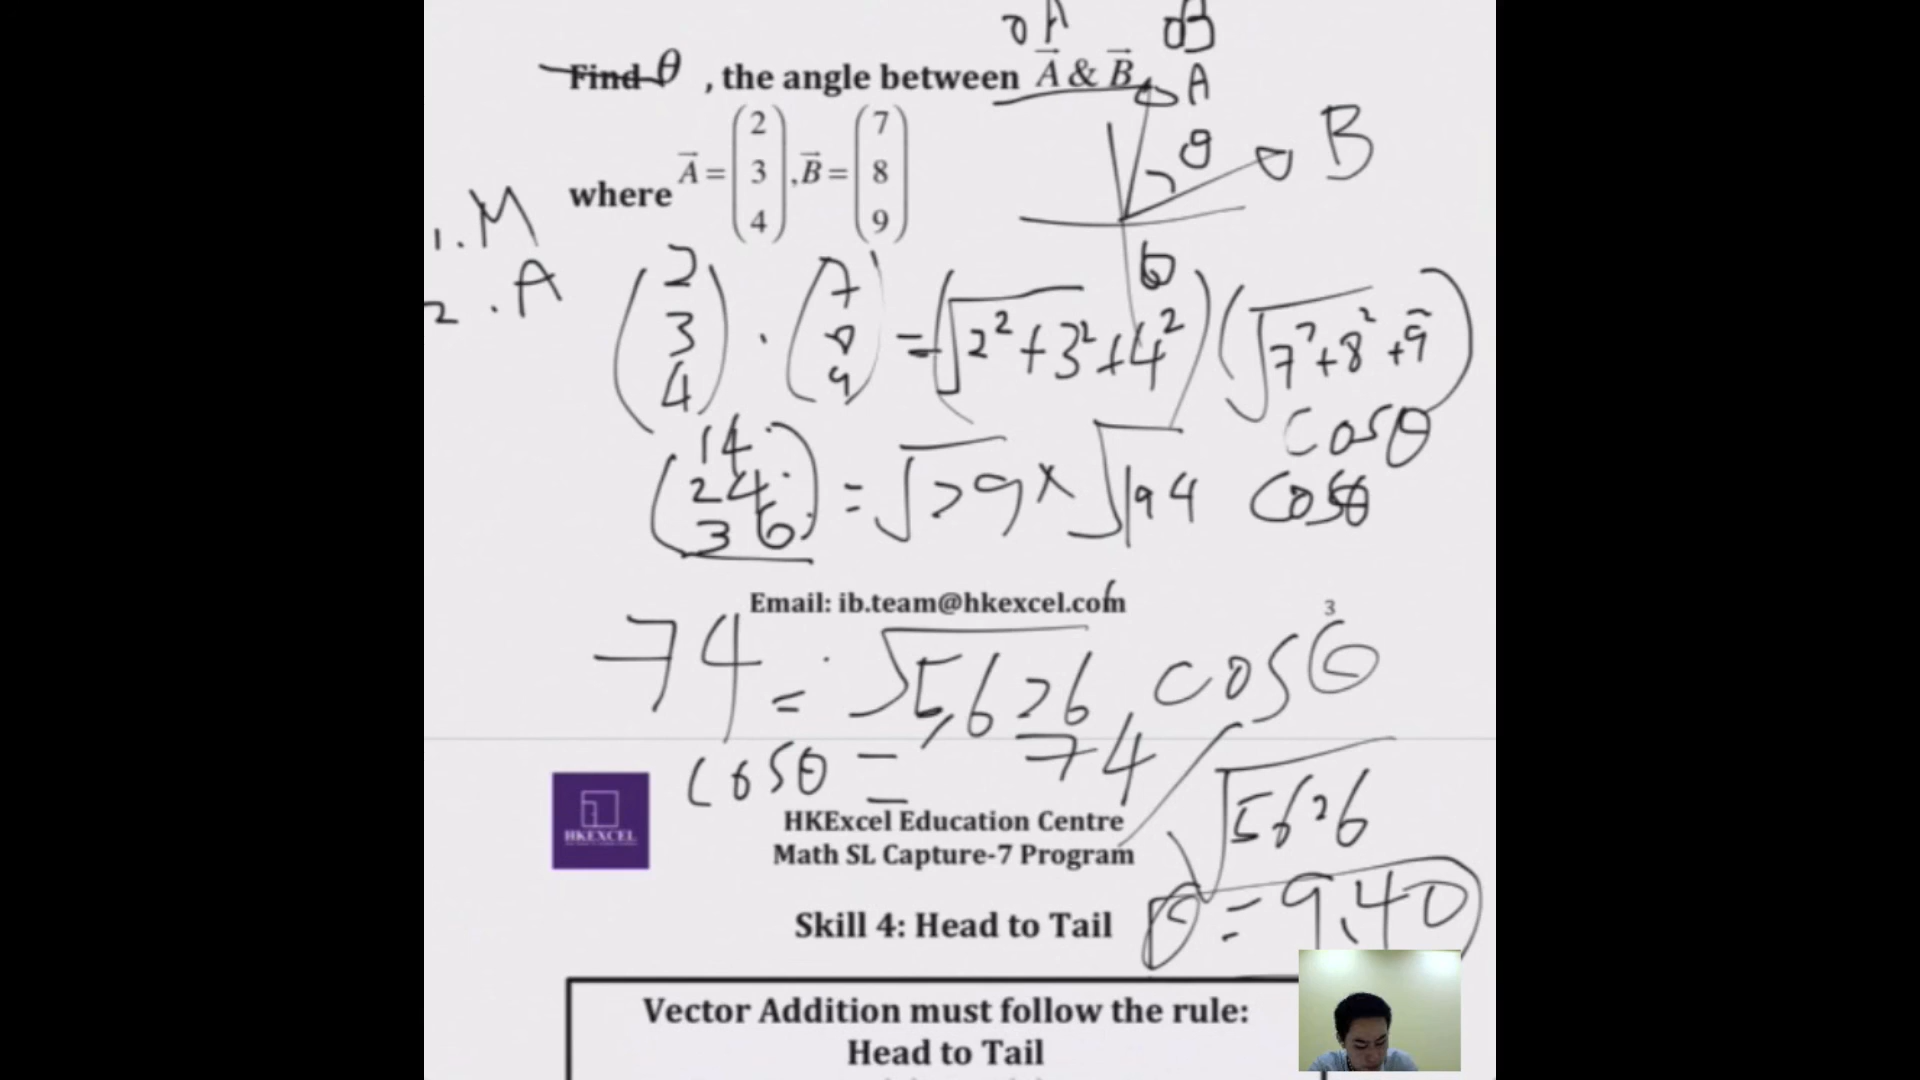 OA OB
Find θ , the angle between A & B
A
θ
B
where A = (2 3 4) , B = (7 8 9)
1. M
2. A
(2 3 4) · (7 8 9) = (√2² + 3² + 4²) (√7² + 8² + 9²)
cosθ
(14 24 36) = √29 × √194 cosθ
Email: ib.team@hkexcel.com
3
74 = √5,626 cosθ
cosθ = 74 / √5626
HKEXCEL
HKExcel Education Centre
Math SL Capture-7 Program
θ = 9.40
Skill 4: Head to Tail
Vector Addition must follow the rule:
Head to Tail